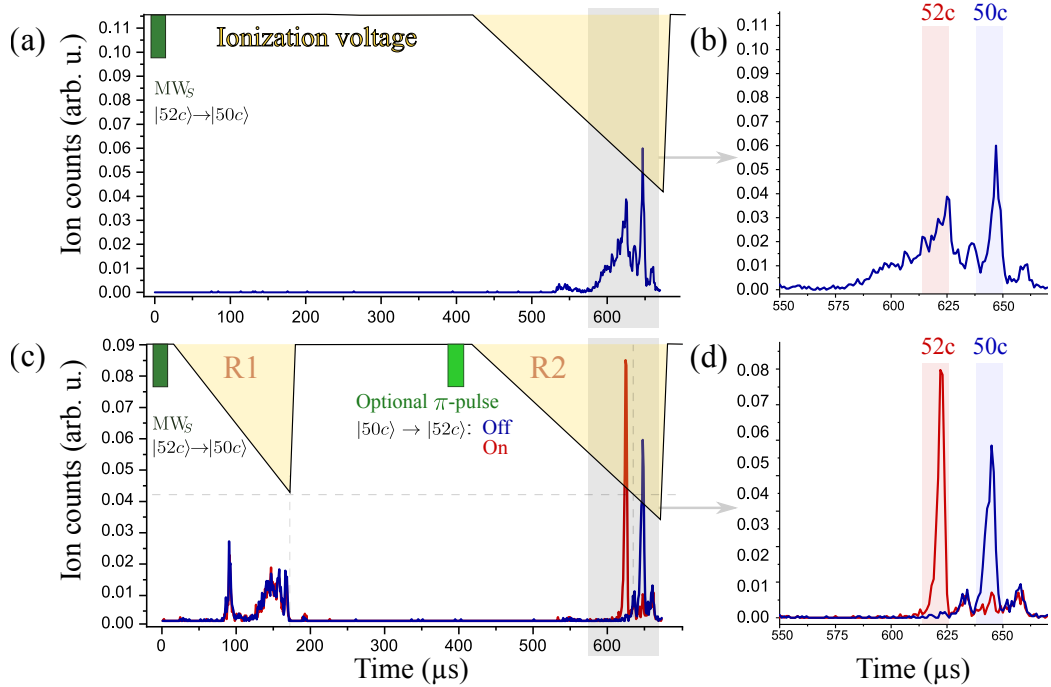 (a)
Ion counts (arb. u.)
0.11
0.10
0.09
0.08
0.07
0.06
0.05
0.04
0.03
0.02
0.01
0.00
Ionization voltage
MW_S
|52c⟩→|50c⟩
0 100 200 300 400 500 600
(b)
52c 50c
0.11
0.10
0.09
0.08
0.07
0.06
0.05
0.04
0.03
0.02
0.01
0.00
550 575 600 625 650
(c)
Ion counts (arb. u.)
0.09
0.08
0.07
0.06
0.05
0.04
0.03
0.02
0.01
0.00
R1 R2
MW_S
|52c⟩→|50c⟩
Optional π-pulse
|50c⟩ → |52c⟩: Off
On
0 100 200 300 400 500 600
Time (μs)
(d)
52c 50c
0.08
0.07
0.06
0.05
0.04
0.03
0.02
0.01
0.00
550 575 600 625 650
Time (μs)